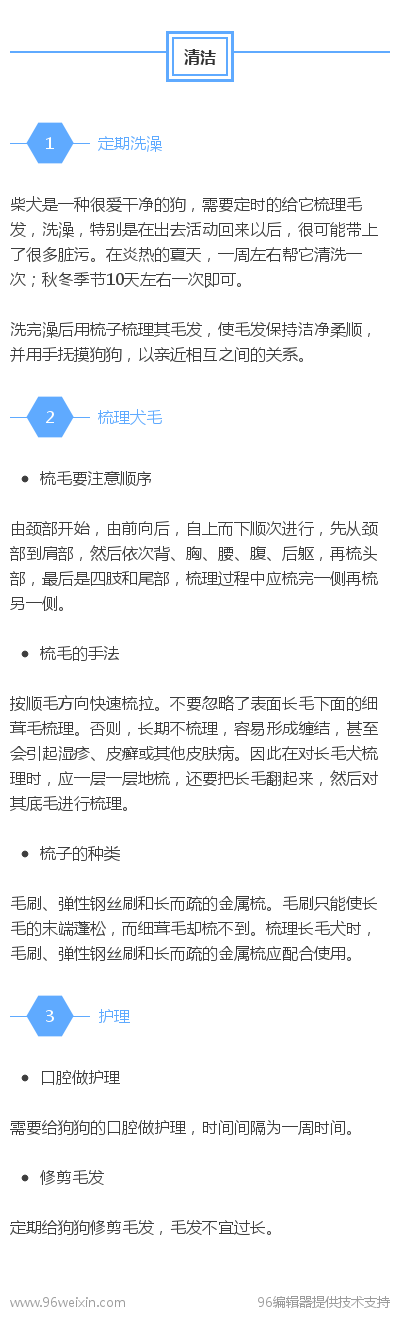 清洁
1 定期洗澡
柴犬是一种很爱干净的狗，需要定时的给它梳理毛
发，洗澡，特别是在出去活动回来以后，很可能带上
了很多脏污。在炎热的夏天，一周左右帮它清洗一
次；秋冬季节10天左右一次即可。
洗完澡后用梳子梳理其毛发，使毛发保持洁净柔顺，
并用手抚摸狗狗，以亲近相互之间的关系。
2 梳理犬毛
● 梳毛要注意顺序
由颈部开始，由前向后，自上而下顺次进行，先从颈
部到肩部，然后依次背、胸、腰、腹、后躯，再梳头
部，最后是四肢和尾部，梳理过程中应梳完一侧再梳
另一侧。
● 梳毛的手法
按顺毛方向快速梳拉。不要忽略了表面长毛下面的细
茸毛梳理。否则，长期不梳理，容易形成缠结，甚至
会引起湿疹、皮癣或其他皮肤病。因此在对长毛犬梳
理时，应一层一层地梳，还要把长毛翻起来，然后对
其底毛进行梳理。
● 梳子的种类
毛刷、弹性钢丝刷和长而疏的金属梳。毛刷只能使长
毛的末端蓬松，而细茸毛却梳不到。梳理长毛犬时，
毛刷、弹性钢丝刷和长而疏的金属梳应配合使用。
3 护理
● 口腔做护理
需要给狗狗的口腔做护理，时间间隔为一周时间。
● 修剪毛发
定期给狗狗修剪毛发，毛发不宜过长。
www.96weixin.com 96编辑器提供技术支持